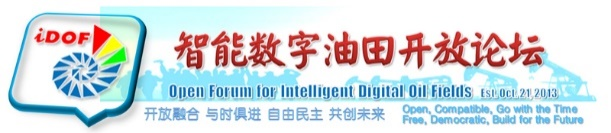 iDOF
智能数字油田开放论坛
Open Forum for Intelligent Digital Oil Fields Est.Oct.21,2013
开放融合 与时俱进 自由民主 共创未来
Open, Compatible, Go with the Time
Free, Democratic, Build for the Future